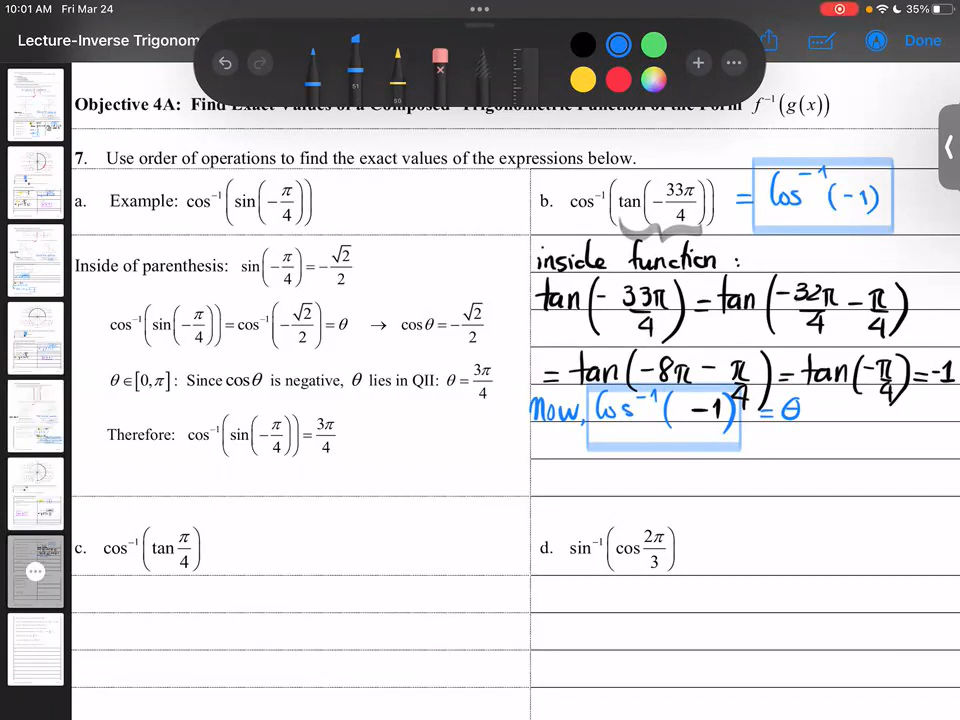 10:01 AM Fri Mar 24
35%
Lecture-Inverse Trigonom
Done
51
50
Objective 4A: Find Exact Values of a Composed Trigonometric Function of the Form f⁻¹(g(x))
7. Use order of operations to find the exact values of the expressions below.
a. Example: cos⁻¹(sin(-π/4))
Inside of parenthesis: sin(-π/4) = -√2/2
cos⁻¹(sin(-π/4)) = cos⁻¹(-√2/2) = θ → cosθ = -√2/2
θ ∈ [0, π]: Since cosθ is negative, θ lies in QII: θ = 3π/4
Therefore: cos⁻¹(sin(-π/4)) = 3π/4
b. cos⁻¹(tan(-33π/4)) = Cos⁻¹(-1)
inside function :
tan(-33π/4) = tan(-32π/4 - π/4)
= tan(-8π - π/4) = tan(-π/4) = -1
Now, Cos⁻¹(-1) = θ
c. cos⁻¹(tan π/4)
d. sin⁻¹(cos 2π/3)